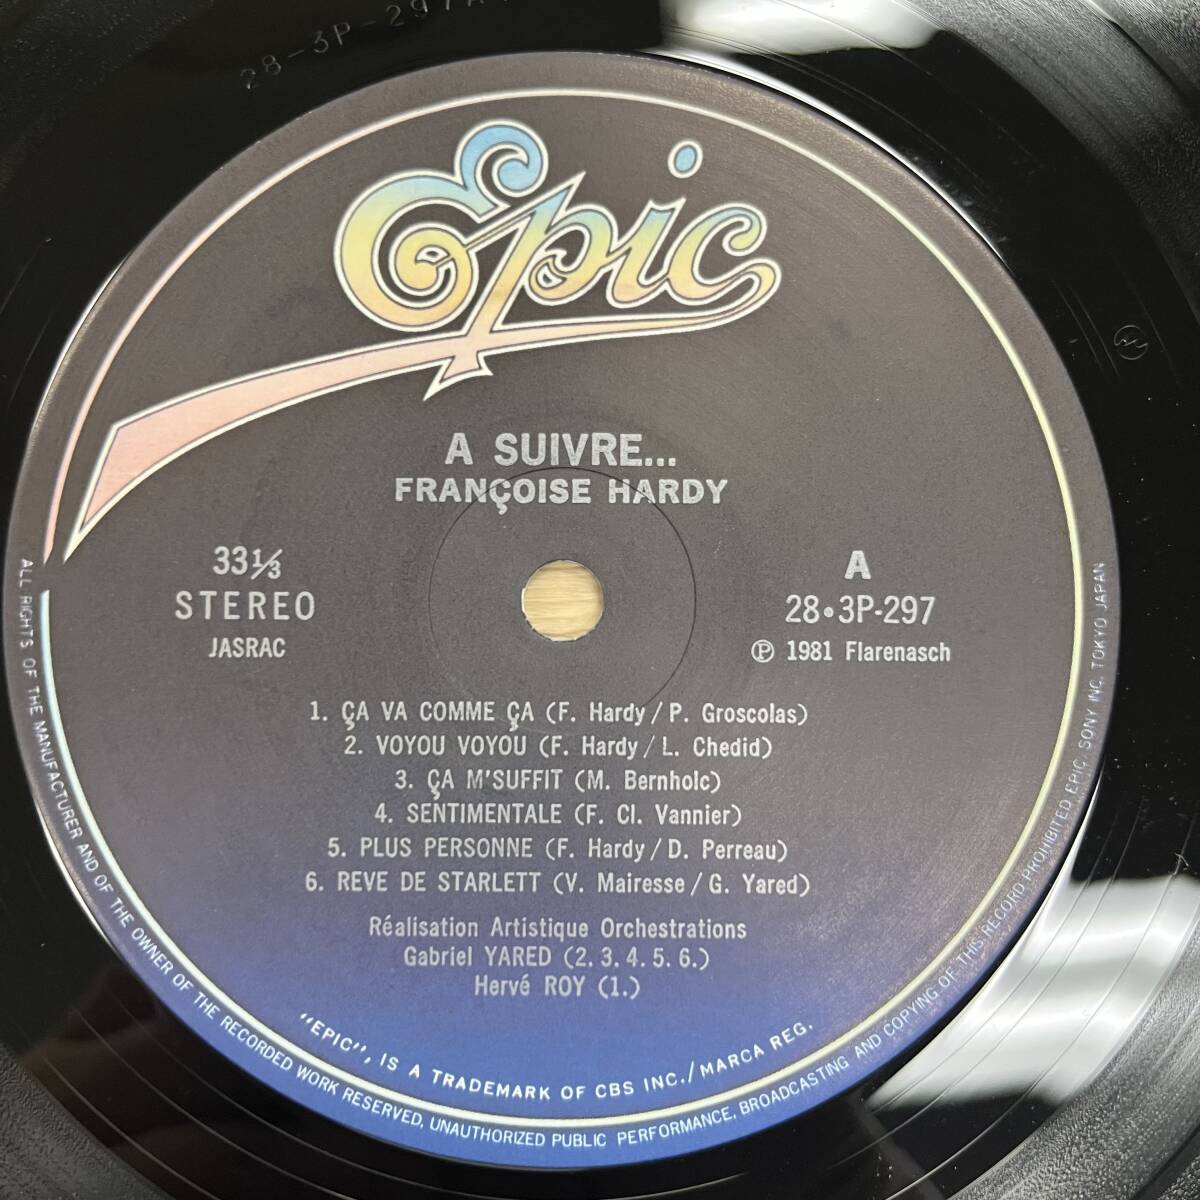 28-3P-297A
Epic
A SUIVRE...
FRANÇOISE HARDY
33⅓
STEREO
JASRAC
A
28•3P-297
Ⓟ 1981 Flarenasch
1. ÇA VA COMME ÇA (F. Hardy/P. Groscolas)
2. VOYOU VOYOU (F. Hardy/L. Chedid)
3. ÇA M'SUFFIT (M. Bernholc)
4. SENTIMENTALE (F. Cl. Vannier)
5. PLUS PERSONNE (F. Hardy/D. Perreau)
6. REVE DE STARLETT (V. Mairesse/G. Yared)
Réalisation Artistique Orchestrations
Gabriel YARED (2.3.4.5.6.)
Hervé ROY (1.)
"EPIC", IS A TRADEMARK OF CBS INC./MARCA REG.
ALL RIGHTS OF THE MANUFACTURER AND OF THE OWNER OF THE RECORDED WORK RESERVED, UNAUTHORIZED PUBLIC PERFORMANCE, BROADCASTING AND COPYING OF THIS RECORD PROHIBITED EPIC SONY INC. TOKYO JAPAN